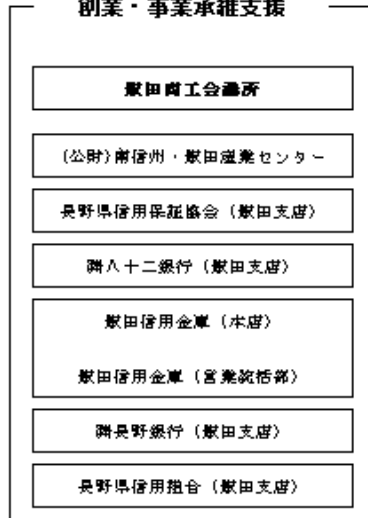 創業・事業承継支援
飯田商工会議所
(公財)南信州・飯田産業センター
長野県信用保証協会(飯田支店)
㈱八十二銀行(飯田支店)
飯田信用金庫(本店)
飯田信用金庫(営業統括部)
㈱長野銀行(飯田支店)
長野県信用組合(飯田支店)